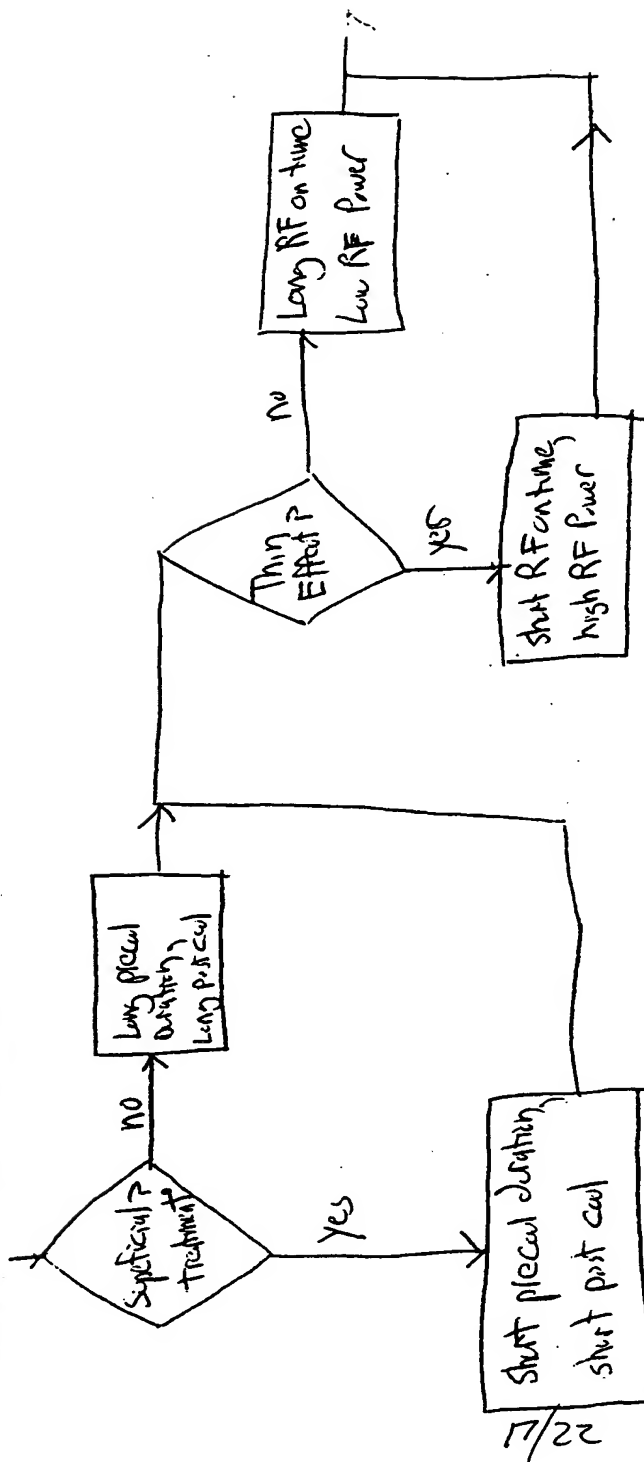 Superficial?
treatment
no
Long precool
duration,
Long post cool
yes
Short precool duration,
short post cool
Thin
Effect?
no
Long RF on time
Low RF Power
yes
short RF on time,
high RF Power
17/22